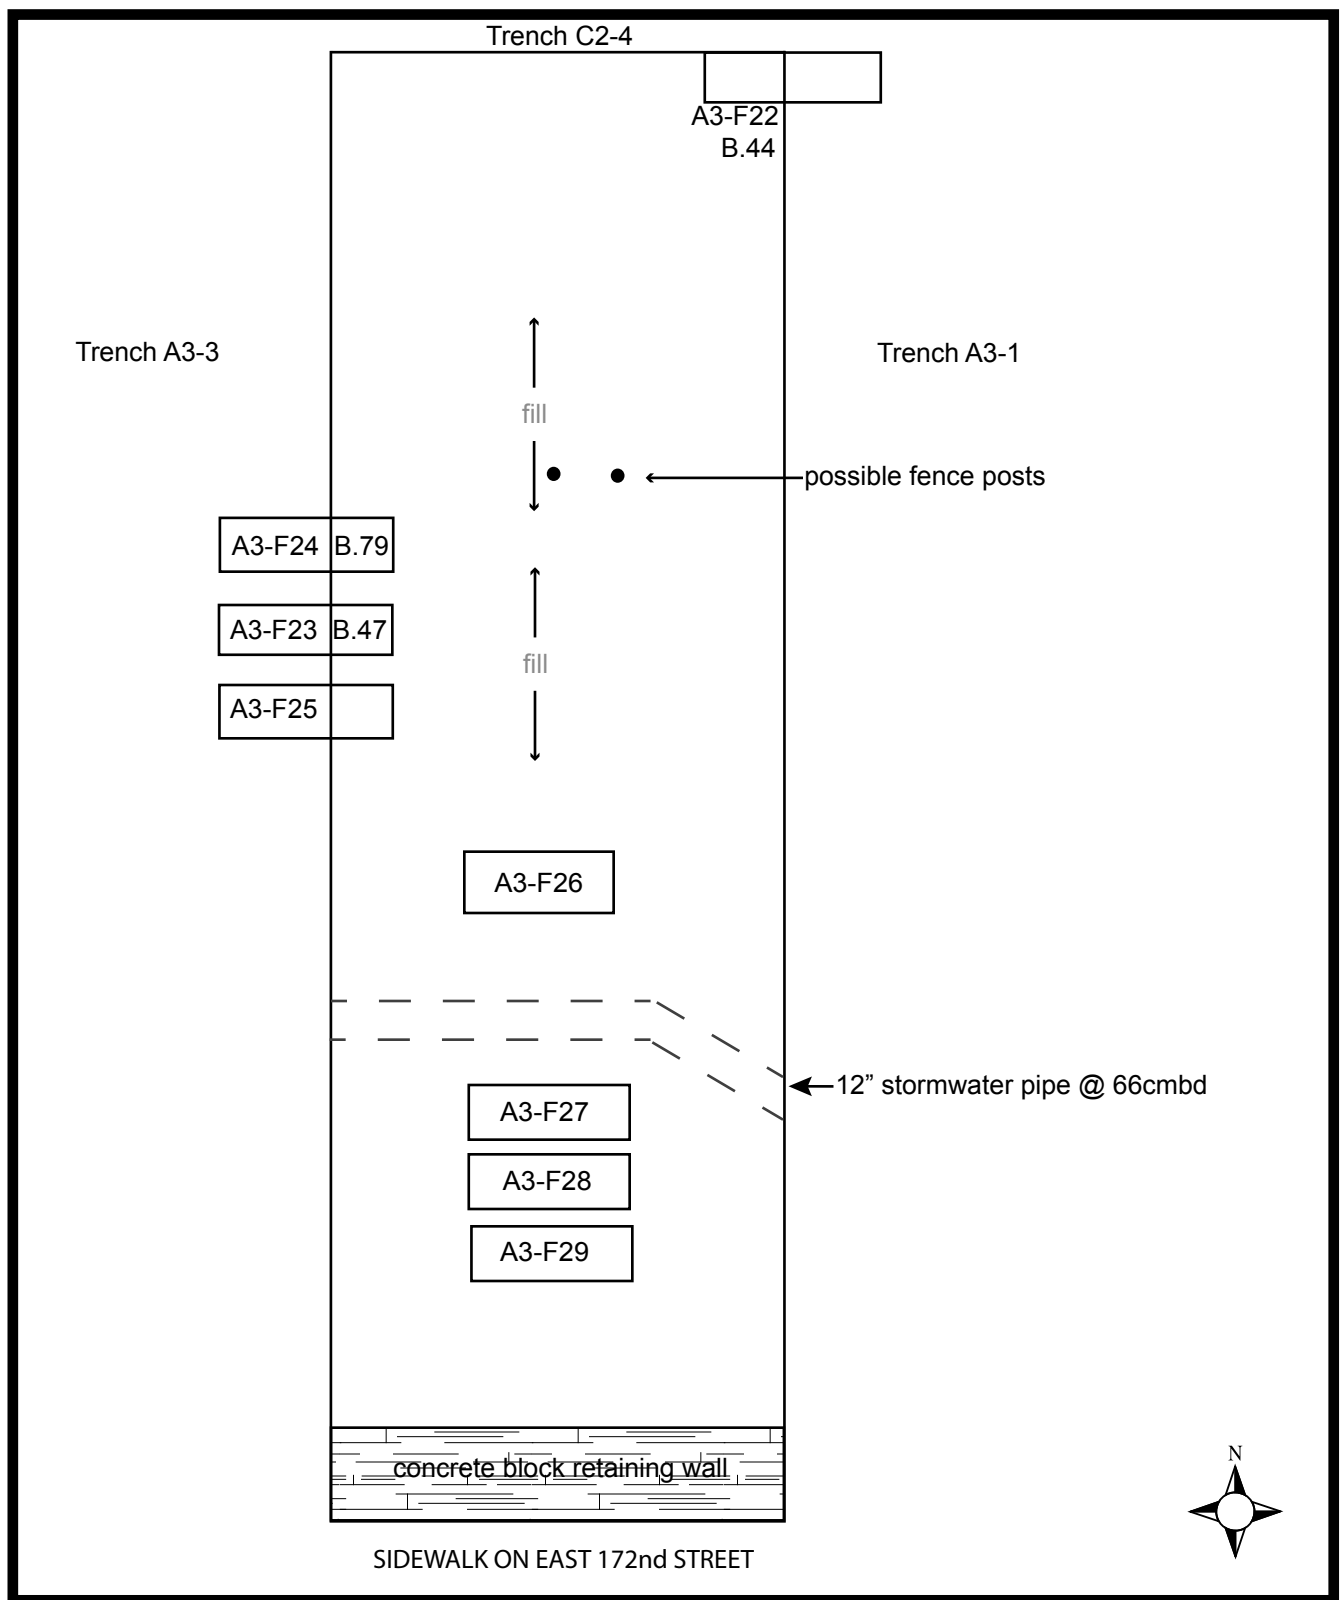 Trench C2-4
A3-F22
B.44
Trench A3-3
Trench A3-1
fill
possible fence posts
A3-F24 B.79
A3-F23 B.47
fill
A3-F25
A3-F26
12” stormwater pipe @ 66cmbd
A3-F27
A3-F28
A3-F29
concrete block retaining wall
N
SIDEWALK ON EAST 172nd STREET